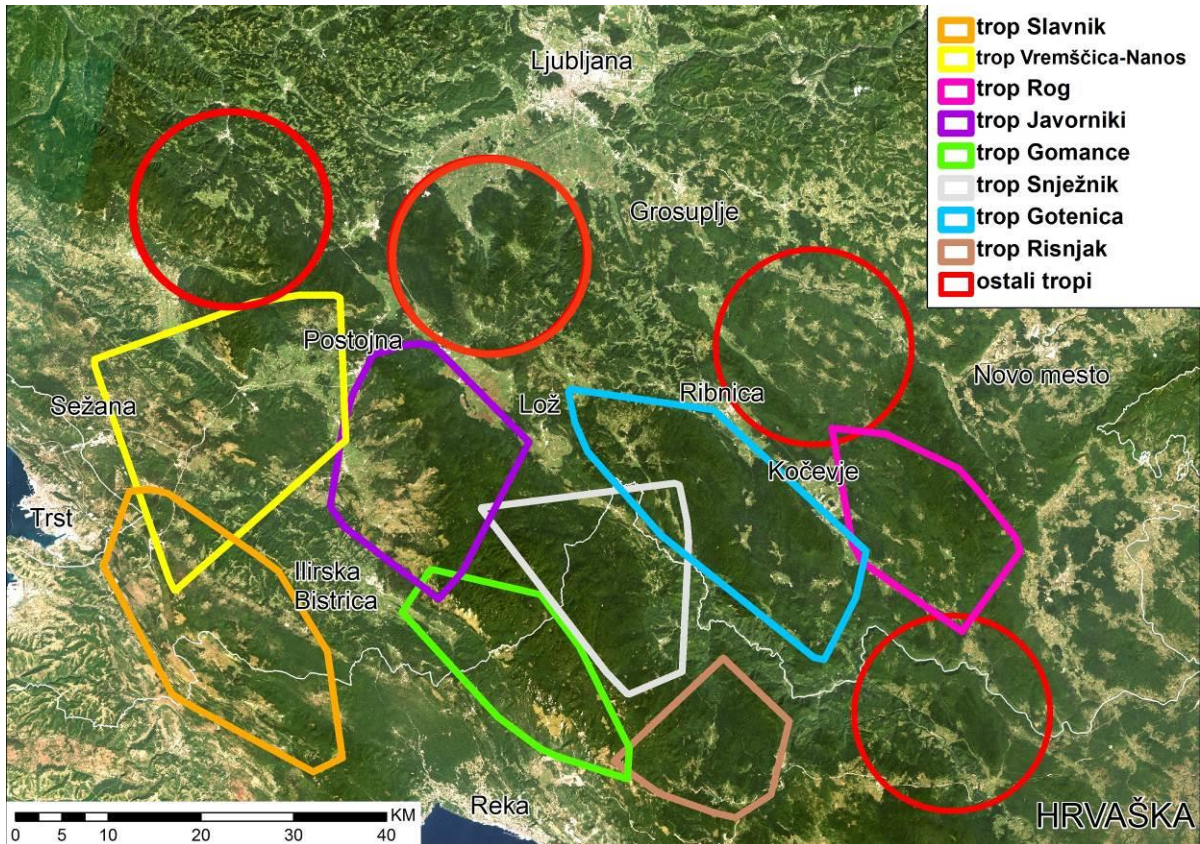 trop Slavnik
trop Vremščica-Nanos
trop Rog
trop Javorniki
trop Gomance
trop Snježnik
trop Gotenica
trop Risnjak
ostali tropi
Ljubljana
Grosuplje
Postojna
Novo mesto
Ribnica
Lož
Sežana
Kočevje
Trst
Ilirska
Bistrica
Reka
HRVAŠKA
KM
0 5 10 20 30 40